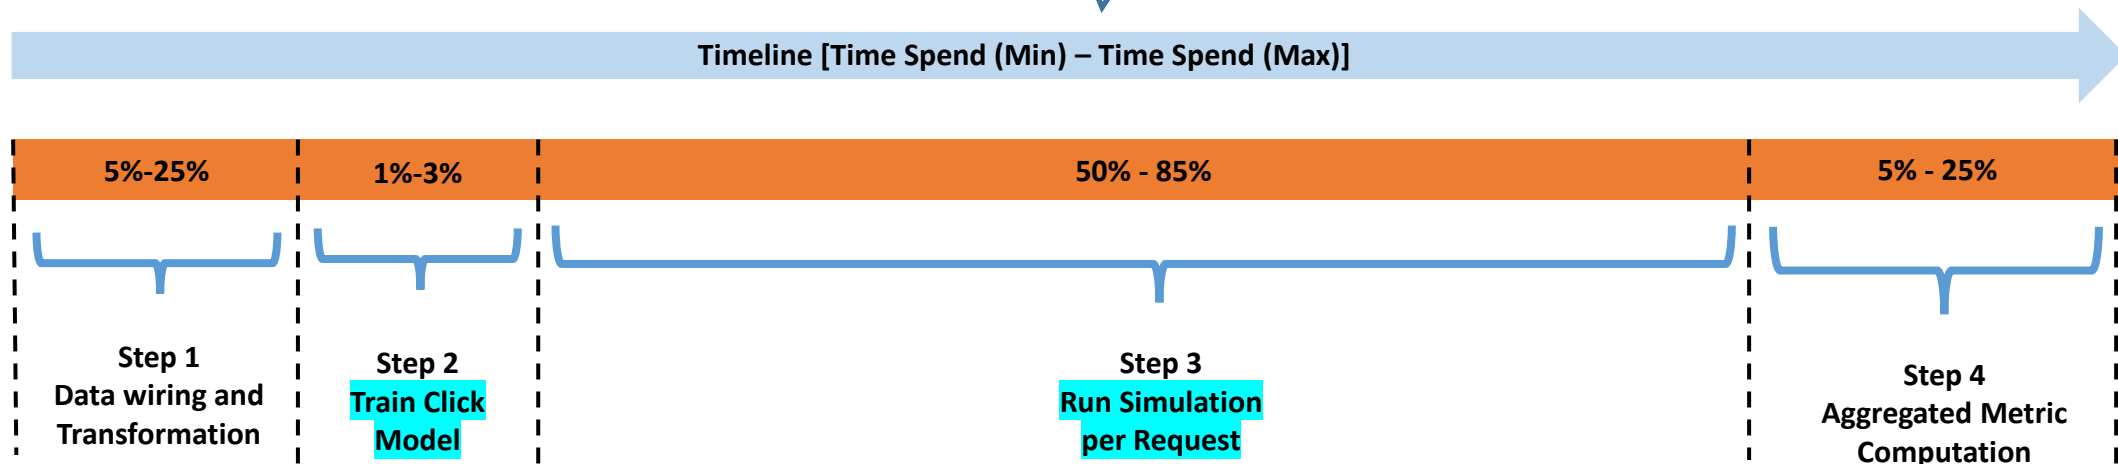 Timeline [Time Spend (Min) – Time Spend (Max)]
5%-25%
1%-3%
50% - 85%
5% - 25%
Step 1
Data wiring and
Transformation
Step 2
Train Click
Model
Step 3
Run Simulation
per Request
Step 4
Aggregated Metric
Computation